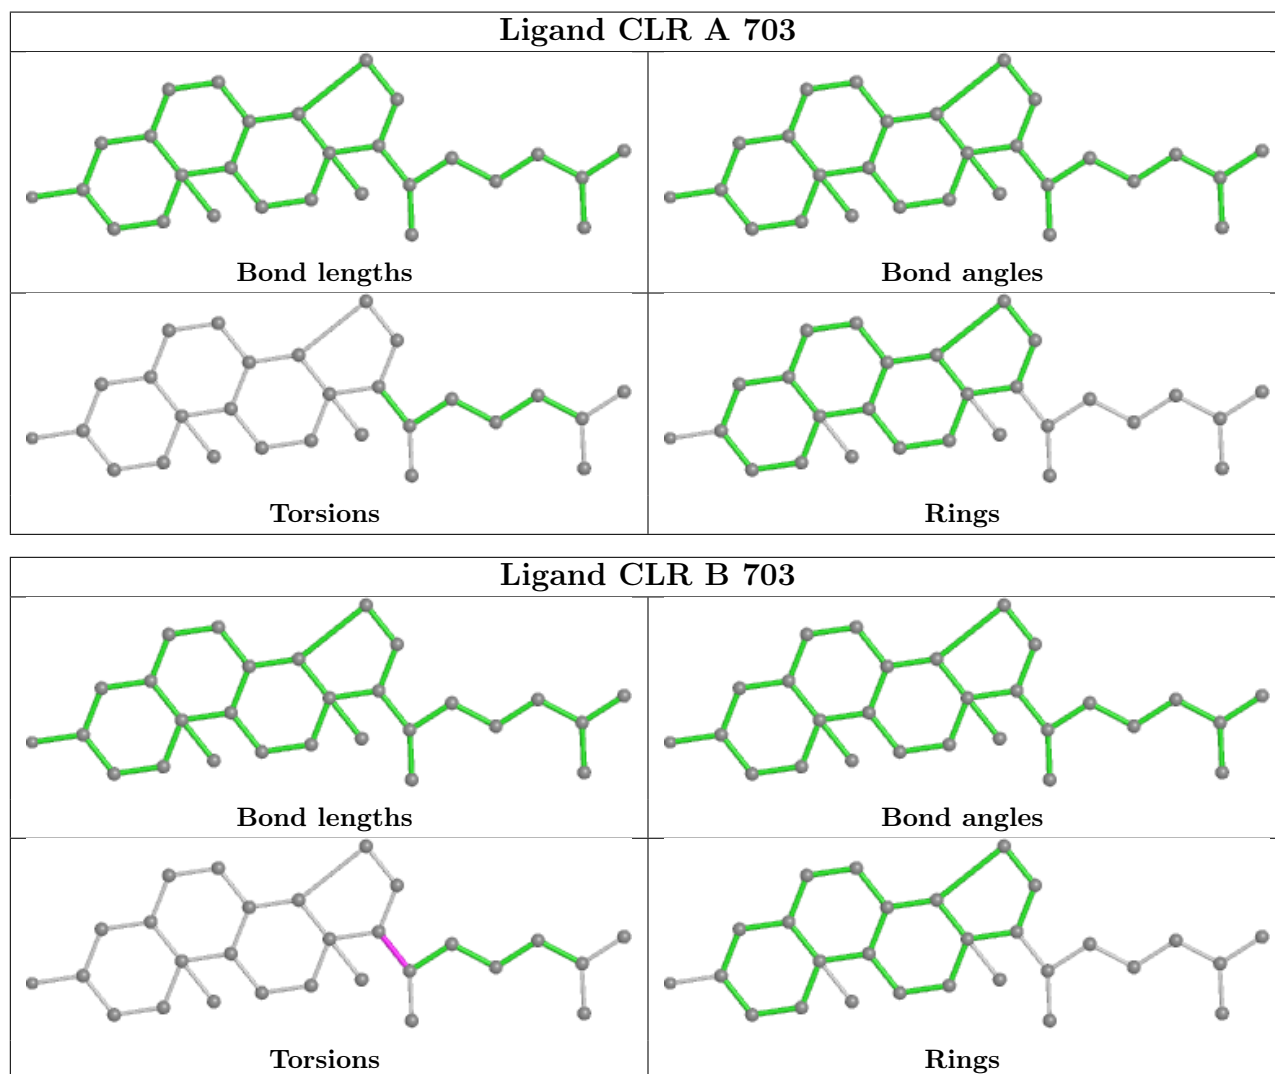 Ligand CLR A 703
Bond lengths
Bond angles
Torsions
Rings
Ligand CLR B 703
Bond lengths
Bond angles
Torsions
Rings